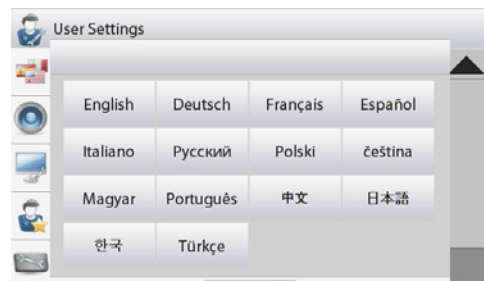 User Settings
English Deutsch Français Español
Italiano Русский Polski čeština
Magyar Português 中文 日本語
한국 Türkçe